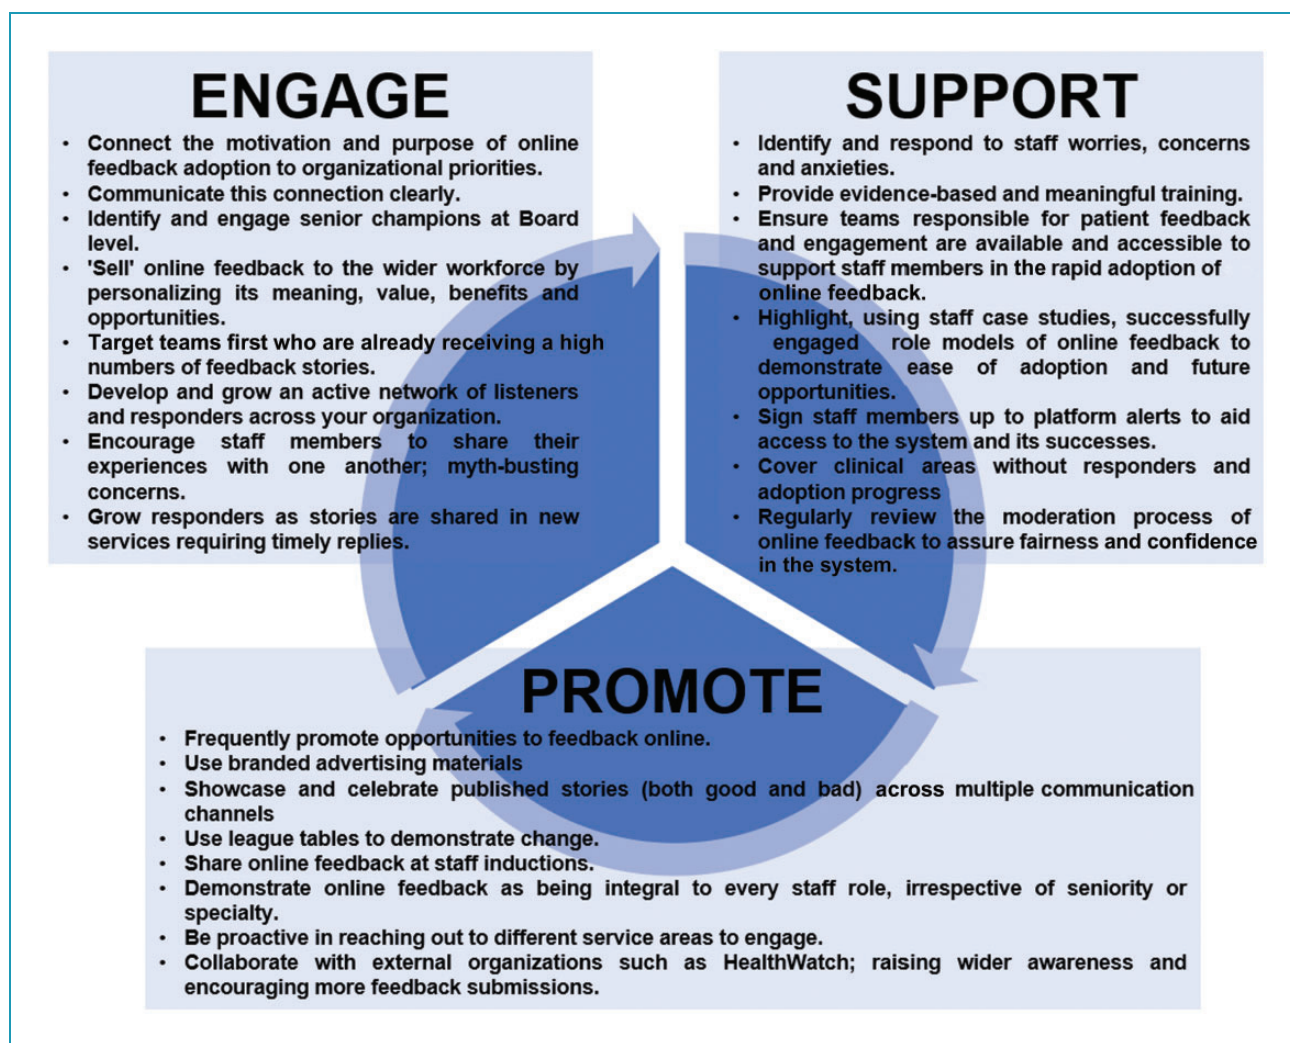 ENGAGE
• Connect the motivation and purpose of online
feedback adoption to organizational priorities.
• Communicate this connection clearly.
• Identify and engage senior champions at Board
level.
• 'Sell' online feedback to the wider workforce by
personalizing its meaning, value, benefits and
opportunities.
• Target teams first who are already receiving a high
numbers of feedback stories.
• Develop and grow an active network of listeners
and responders across your organization.
• Encourage staff members to share their
experiences with one another; myth-busting
concerns.
• Grow responders as stories are shared in new
services requiring timely replies.
SUPPORT
• Identify and respond to staff worries, concerns
and anxieties.
• Provide evidence-based and meaningful training.
• Ensure teams responsible for patient feedback
and engagement are available and accessible to
support staff members in the rapid adoption of
online feedback.
• Highlight, using staff case studies, successfully
engaged role models of online feedback to
demonstrate ease of adoption and future
opportunities.
• Sign staff members up to platform alerts to aid
access to the system and its successes.
• Cover clinical areas without responders and
adoption progress
• Regularly review the moderation process of
online feedback to assure fairness and confidence
in the system.
PROMOTE
• Frequently promote opportunities to feedback online.
• Use branded advertising materials
• Showcase and celebrate published stories (both good and bad) across multiple communication
channels
• Use league tables to demonstrate change.
• Share online feedback at staff inductions.
• Demonstrate online feedback as being integral to every staff role, irrespective of seniority or
specialty.
• Be proactive in reaching out to different service areas to engage.
• Collaborate with external organizations such as HealthWatch; raising wider awareness and
encouraging more feedback submissions.